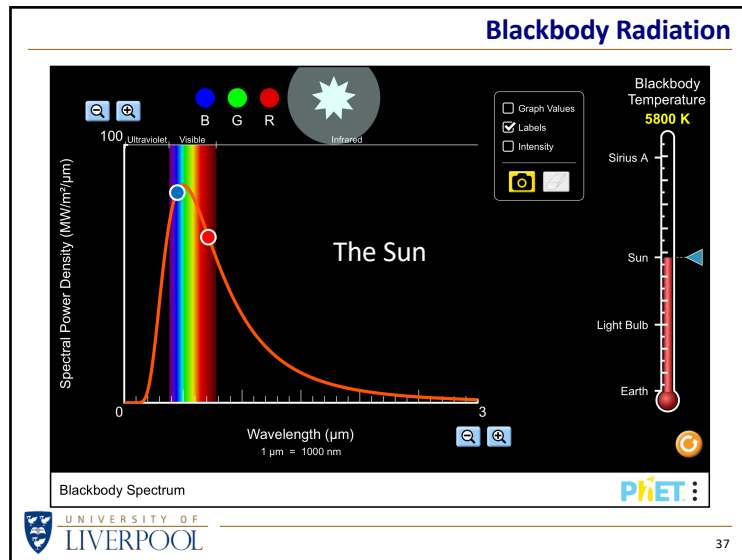 Blackbody Radiation
B G R
Blackbody
Temperature
5800 K
Graph Values
Labels
Intensity
100
Ultraviolet
Visible
Infrared
Sirius A
Sun
Light Bulb
Earth
Spectral Power Density (MW/m²/μm)
The Sun
0
3
Wavelength (μm)
1 μm = 1000 nm
Blackbody Spectrum
PhET
UNIVERSITY OF
LIVERPOOL
37